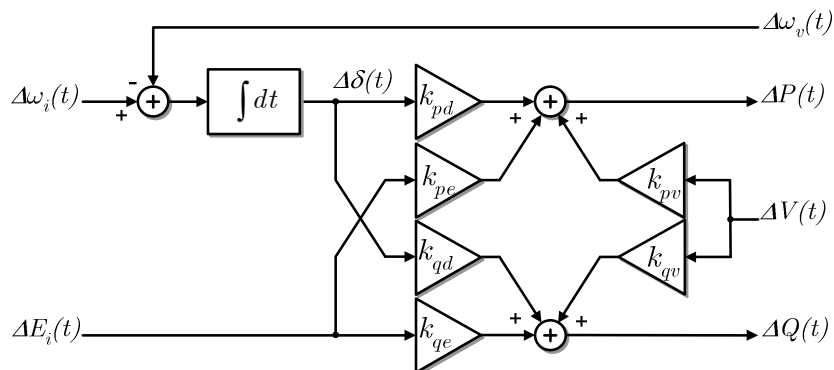 Δω_v(t)
-
Δω_i(t)
+
+
∫ dt
Δδ(t)
k_pd
+
+
+
ΔP(t)
k_pe
k_pv
ΔV(t)
k_qd
k_qv
ΔE_i(t)
k_qe
+
+
+
ΔQ(t)